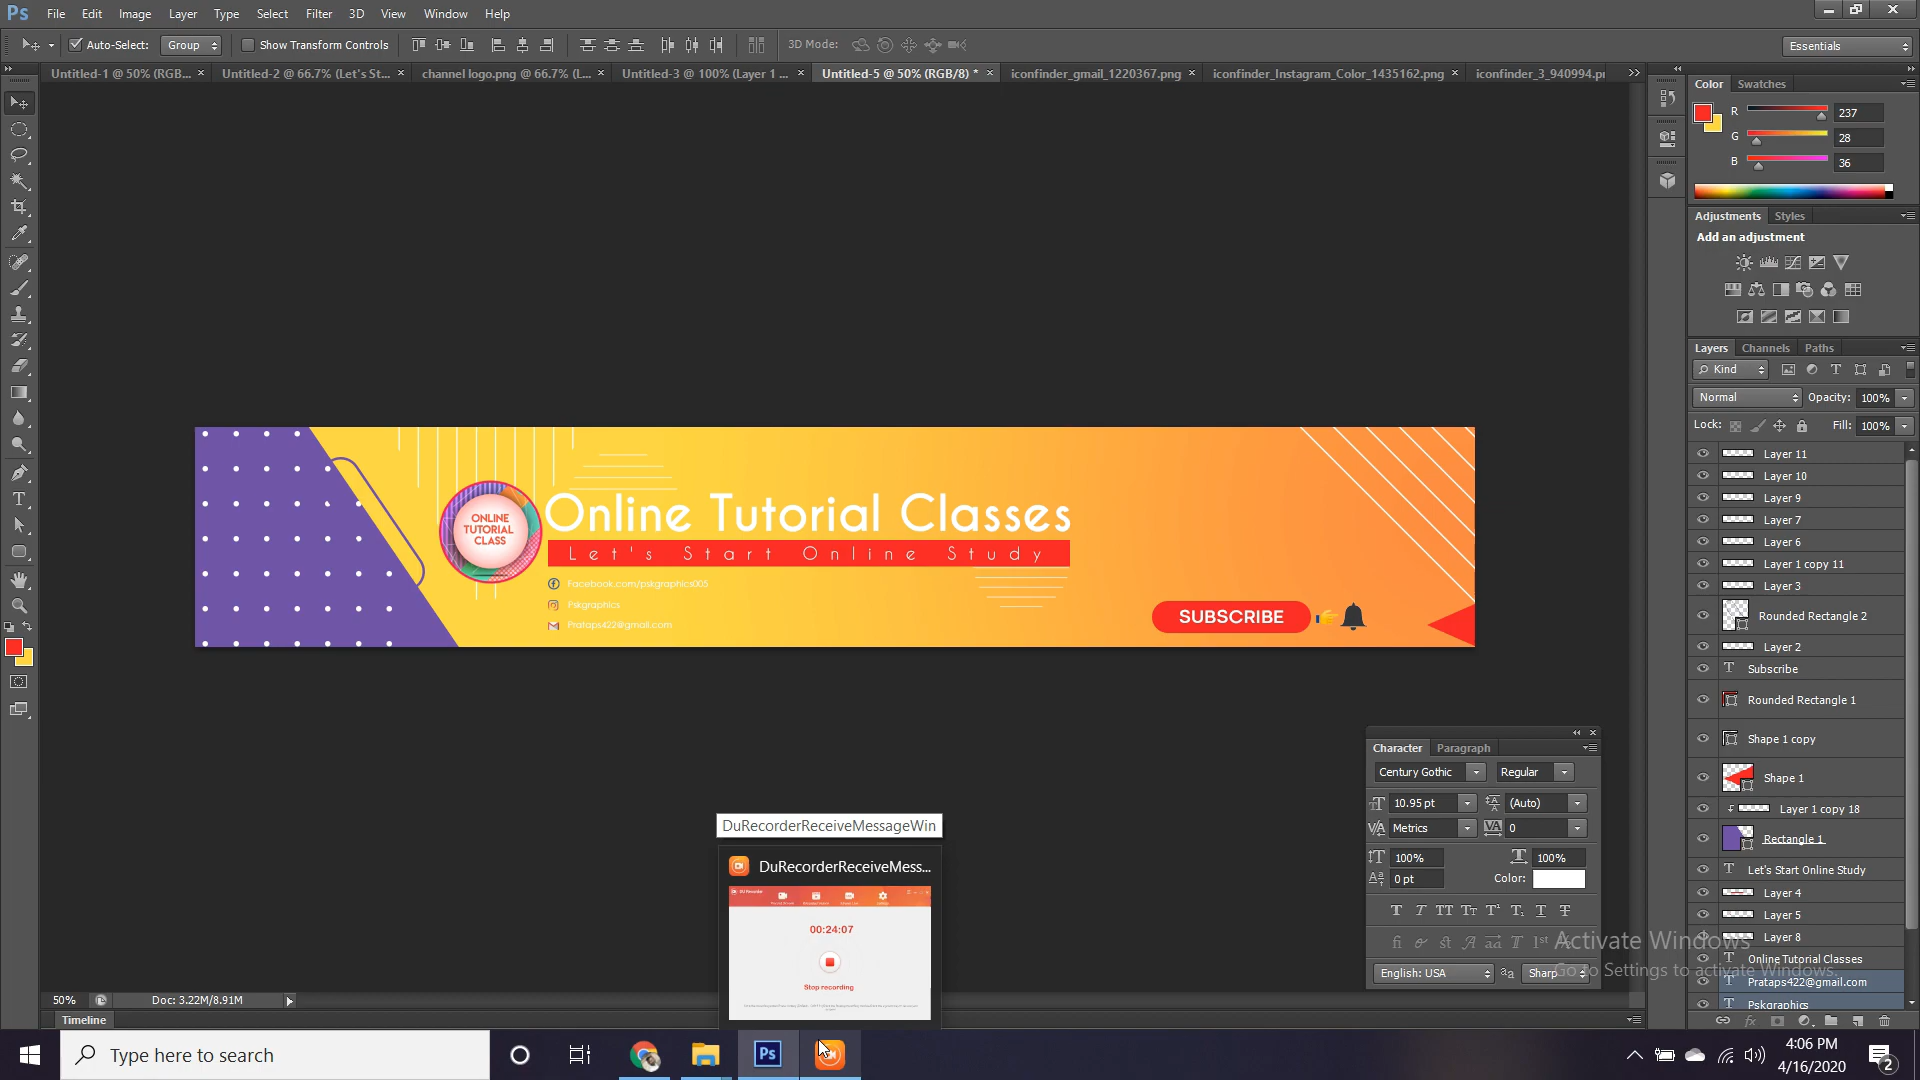 Ps File Edit Image Layer Type Select Filter 3D View Window Help
Auto-Select: Group Show Transform Controls 3D Mode: Essentials
Untitled-1 @ 50% (RGB... × Untitled-2 @ 66.7% (Let's St... × channel logo.png @ 66.7% (L... × Untitled-3 @ 100% (Layer 1 ... × Untitled-5 @ 50% (RGB/8) * × iconfinder_gmail_1220367.png × iconfinder_Instagram_Color_1435162.png × iconfinder_3_940994.pr
Color Swatches
R 237
G 28
B 36
Adjustments Styles
Add an adjustment
Layers Channels Paths
Kind
Normal Opacity: 100%
Lock: Fill: 100%
Layer 11
Layer 10
Layer 9
Layer 7
Layer 6
Layer 1 copy 11
Layer 3
Rounded Rectangle 2
Layer 2
Subscribe
Rounded Rectangle 1
Shape 1 copy
Shape 1
Layer 1 copy 18
Rectangle 1
Let's Start Online Study
Layer 4
Layer 5
Layer 8
Online Tutorial Classes
Prataps422@gmail.com
Pskgraphics
ONLINE
TUTORIAL
CLASS
Online Tutorial Classes
Let's Start Online Study
Facebook.com/pskgraphics005
Pskgraphics
Prataps422@gmail.com
SUBSCRIBE
Character Paragraph
Century Gothic Regular
10.95 pt (Auto)
Metrics 0
100% 100%
0 pt Color:
English: USA Sharp
Activate Windows
Go to Settings to activate Windows.
DuRecorderReceiveMessageWin
DuRecorderReceiveMess...
DU Recorder
00:24:07
Stop recording
50% Doc: 3.22M/8.91M
Timeline
Type here to search
Ps
4:06 PM
4/16/2020
2